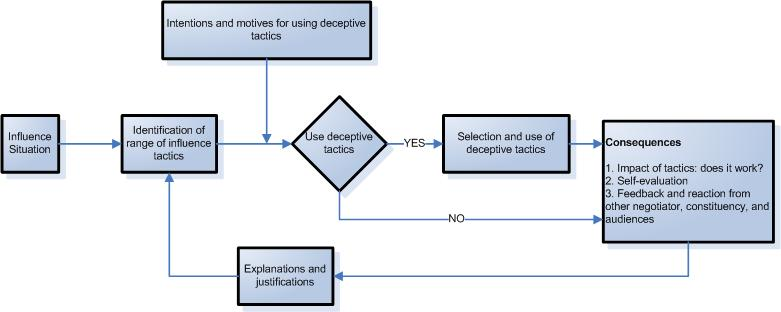 Intentions and motives for using deceptive
tactics
Influence
Situation
Identification of
range of influence
tactics
Use deceptive
tactics
YES
Selection and use of
deceptive tactics
Consequences
1. Impact of tactics: does it work?
2. Self-evaluation
3. Feedback and reaction from
other negotiator, constituency, and
audiences
NO
Explanations and
justifications